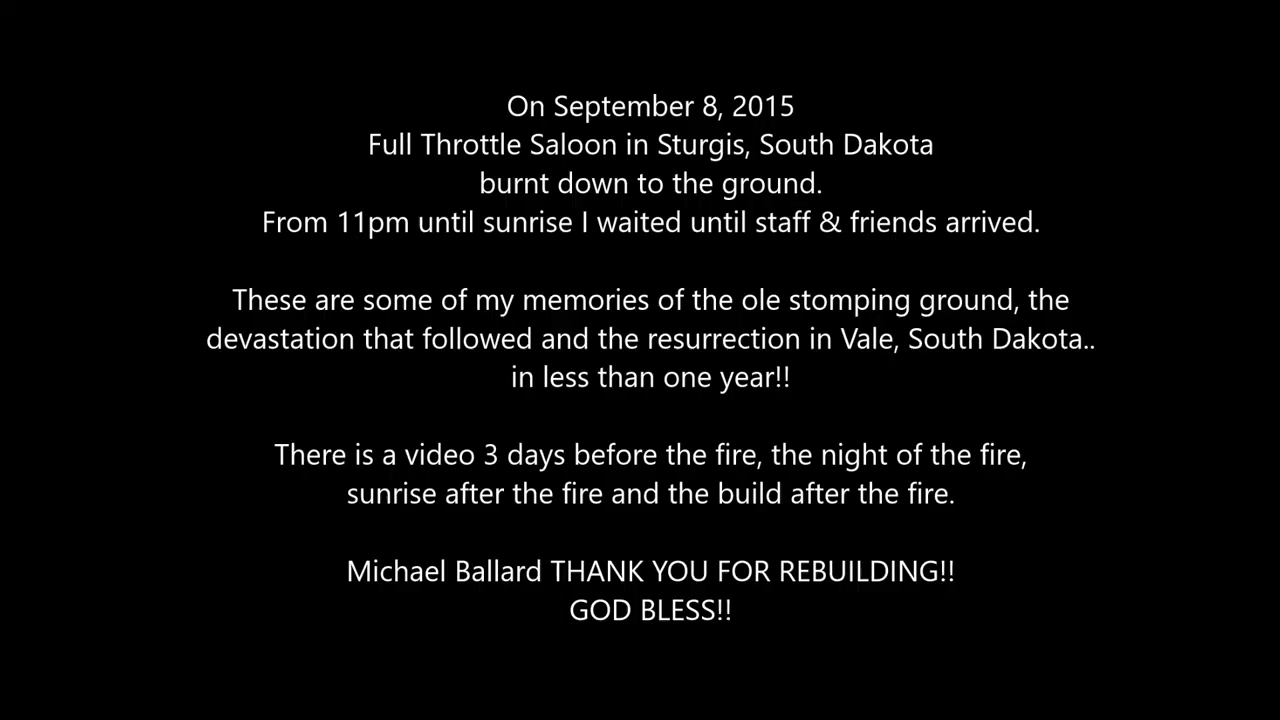 On September 8, 2015
Full Throttle Saloon in Sturgis, South Dakota
burnt down to the ground.
From 11pm until sunrise I waited until staff & friends arrived.
These are some of my memories of the ole stomping ground, the
devastation that followed and the resurrection in Vale, South Dakota..
in less than one year!!
There is a video 3 days before the fire, the night of the fire,
sunrise after the fire and the build after the fire.
Michael Ballard THANK YOU FOR REBUILDING!!
GOD BLESS!!